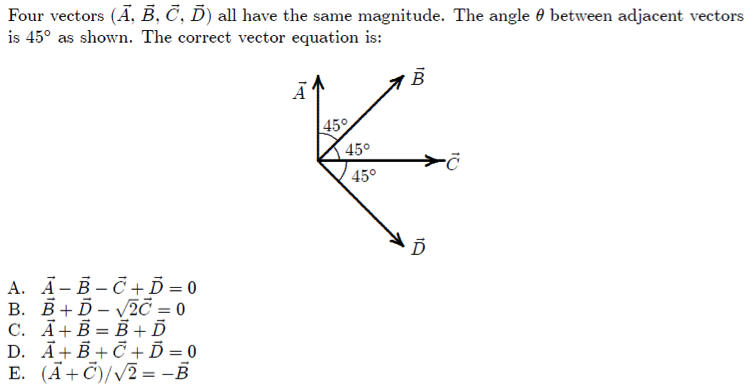 Four vectors (A⃗, B⃗, C⃗, D⃗) all have the same magnitude. The angle θ between adjacent vectors
is 45° as shown. The correct vector equation is:
A⃗
B⃗
45°
45°
C⃗
45°
D⃗
A. A⃗ − B⃗ − C⃗ + D⃗ = 0
B. B⃗ + D⃗ − √2C⃗ = 0
C. A⃗ + B⃗ = B⃗ + D⃗
D. A⃗ + B⃗ + C⃗ + D⃗ = 0
E. (A⃗ + C⃗)/√2 = −B⃗